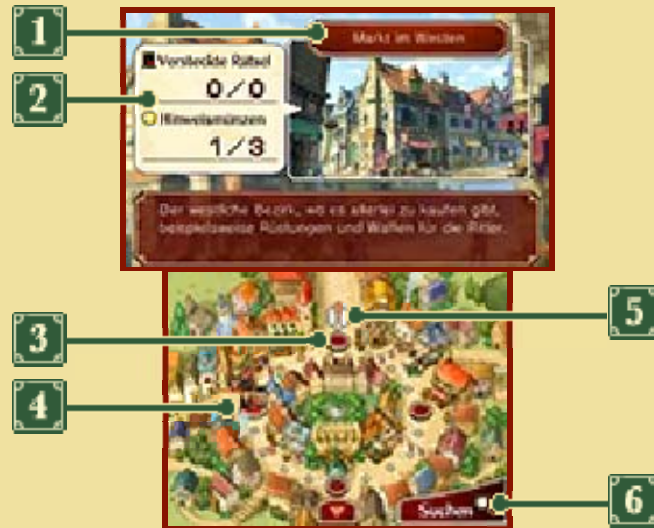 1
Markt im Westen
2
Versteckte Rätsel
0/0
Hinweismünzen
1/3
Der westliche Bezirk, wo es allerlei zu kaufen gibt,
beispielsweise Rüstungen und Waffen für die Ritter.
3
4
5
6
Suchen